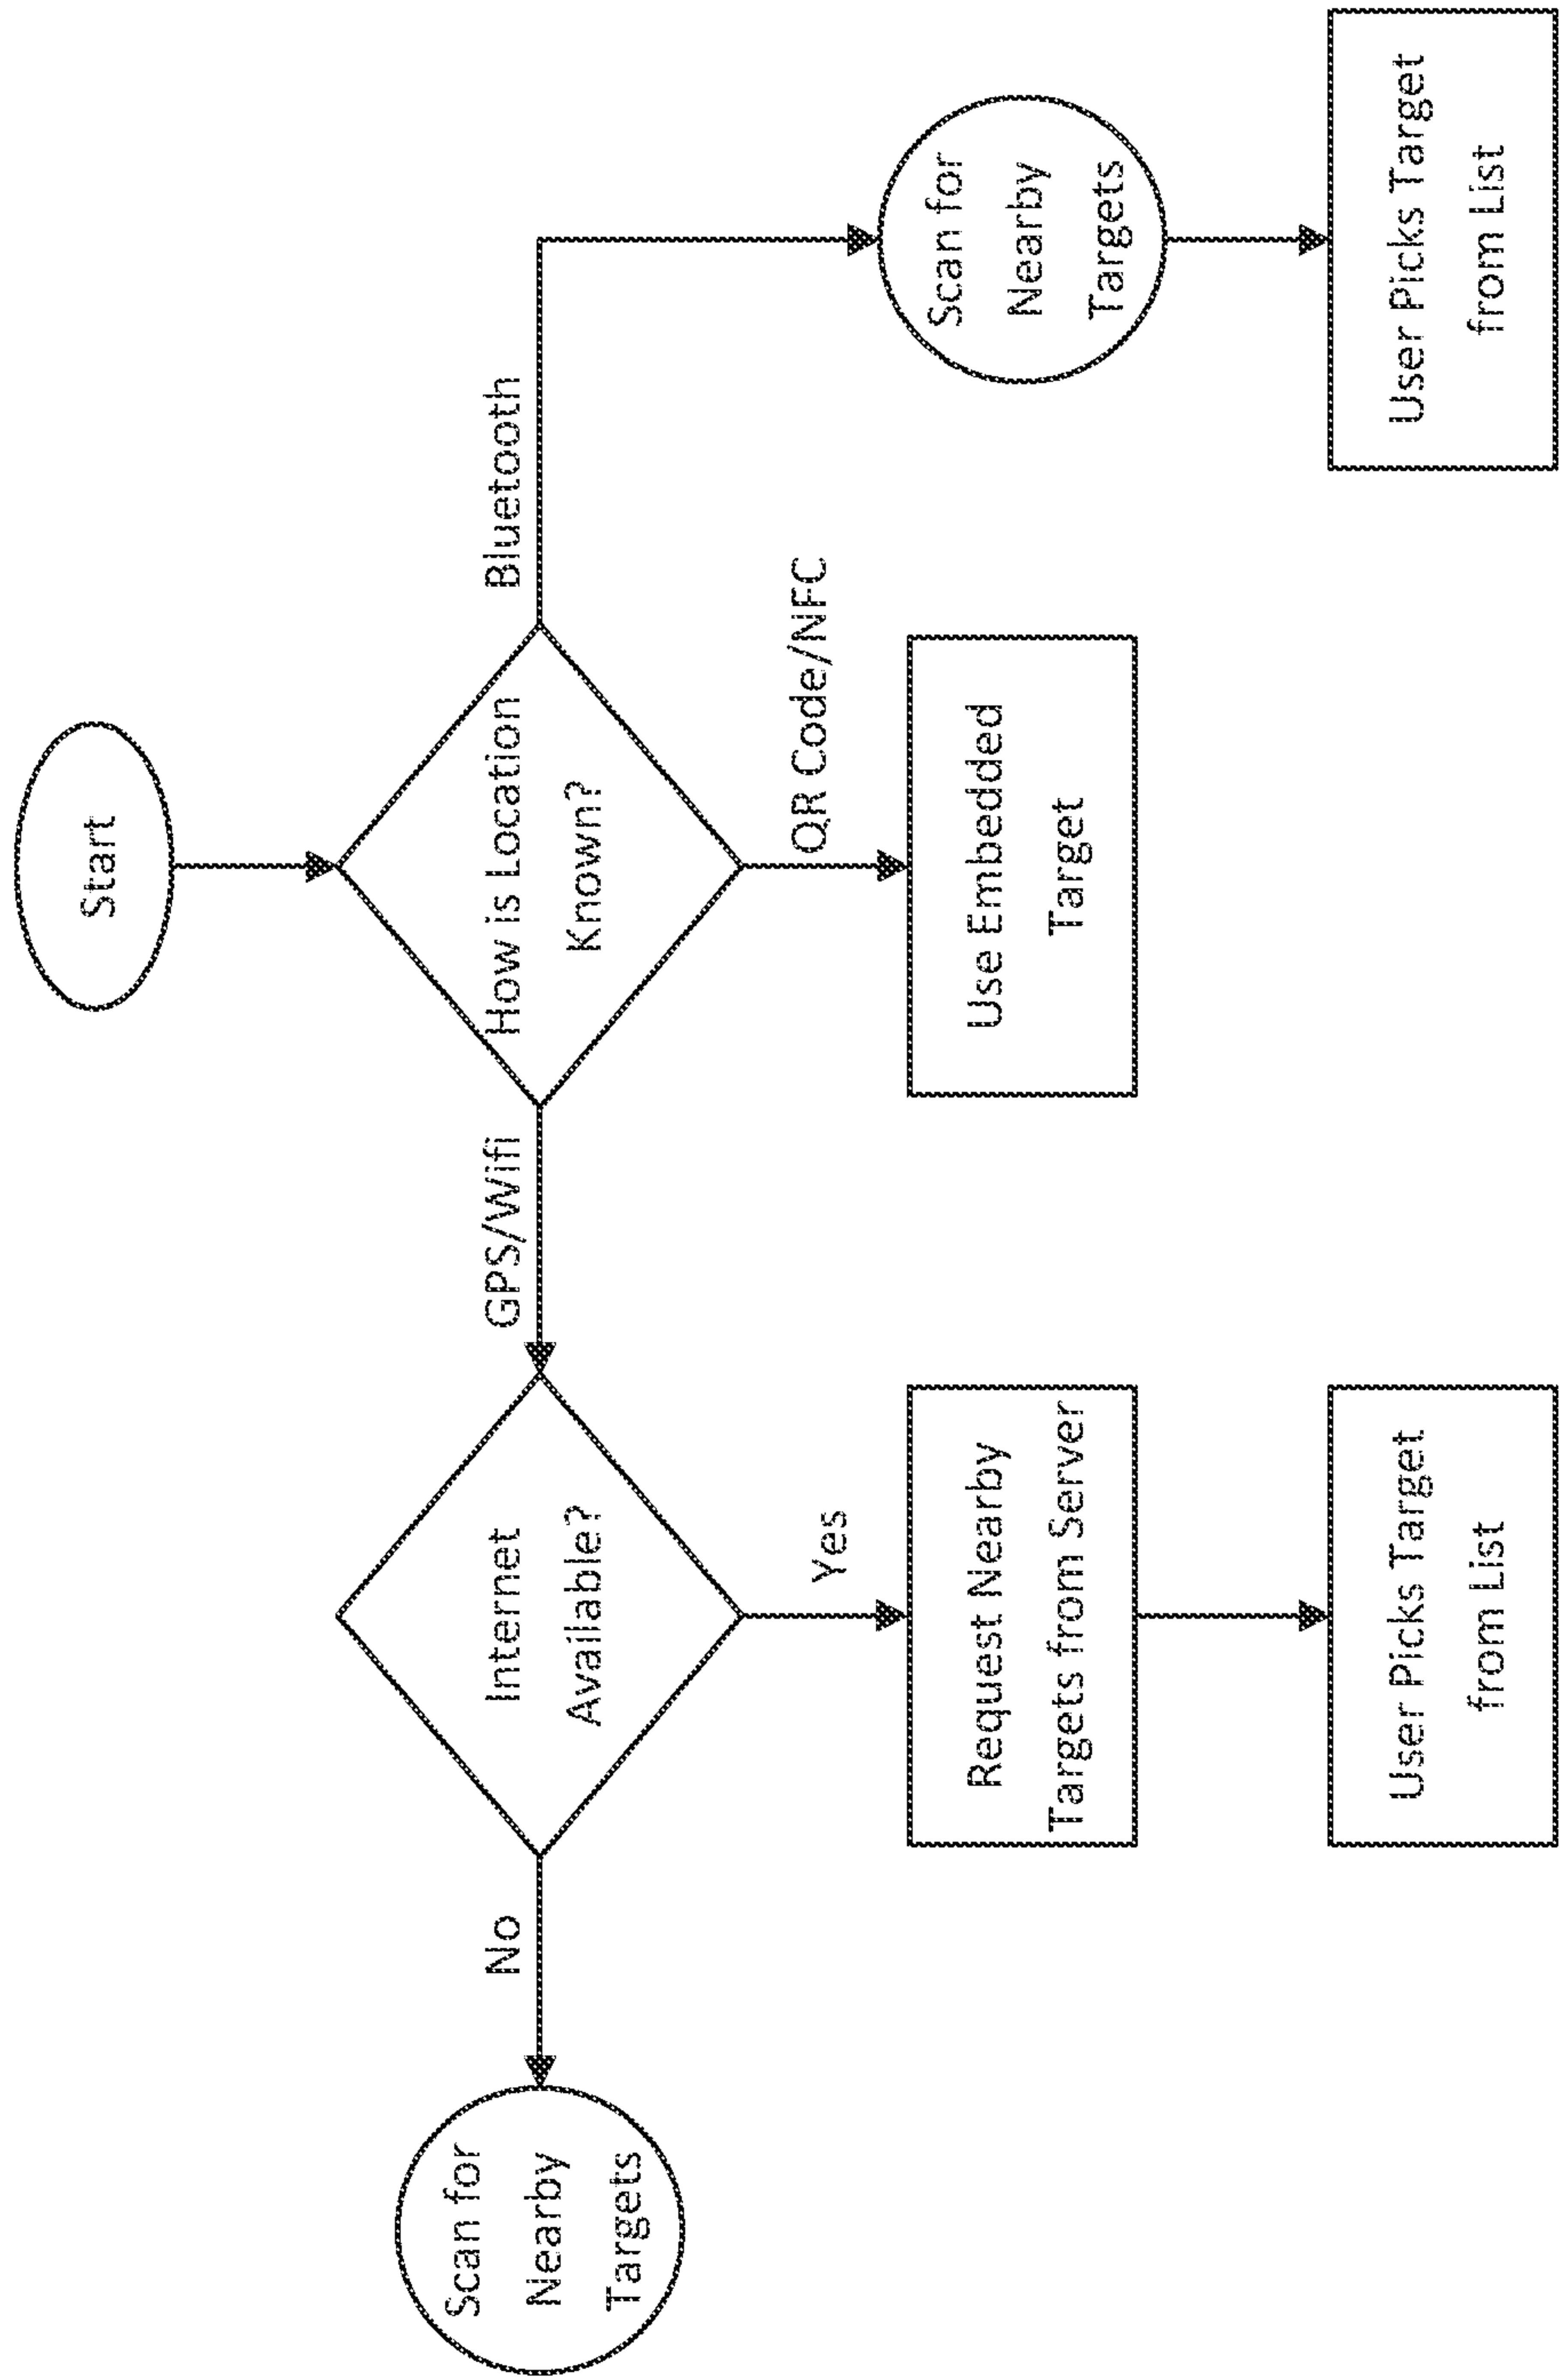 Start
How is Location
Known?
GPS/Wifi
Bluetooth
QR Code/NFC
Internet
Available?
No
Yes
Scan for
Nearby
Targets
Request Nearby
Targets from Server
User Picks Target
from List
Use Embedded
Target
Scan for
Nearby
Targets
User Picks Target
from List